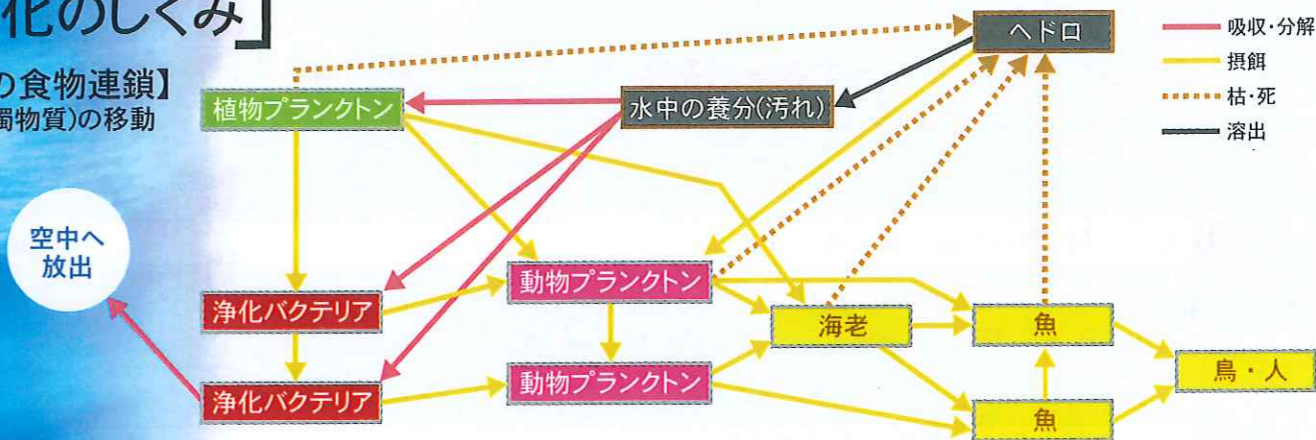 化のしくみ］
の食物連鎖】
濁物質）の移動
ヘドロ
吸収・分解
摂餌
枯・死
溶出
植物プランクトン
水中の養分(汚れ)
空中へ
放出
動物プランクトン
浄化バクテリア
海老
魚
動物プランクトン
鳥・人
浄化バクテリア
魚